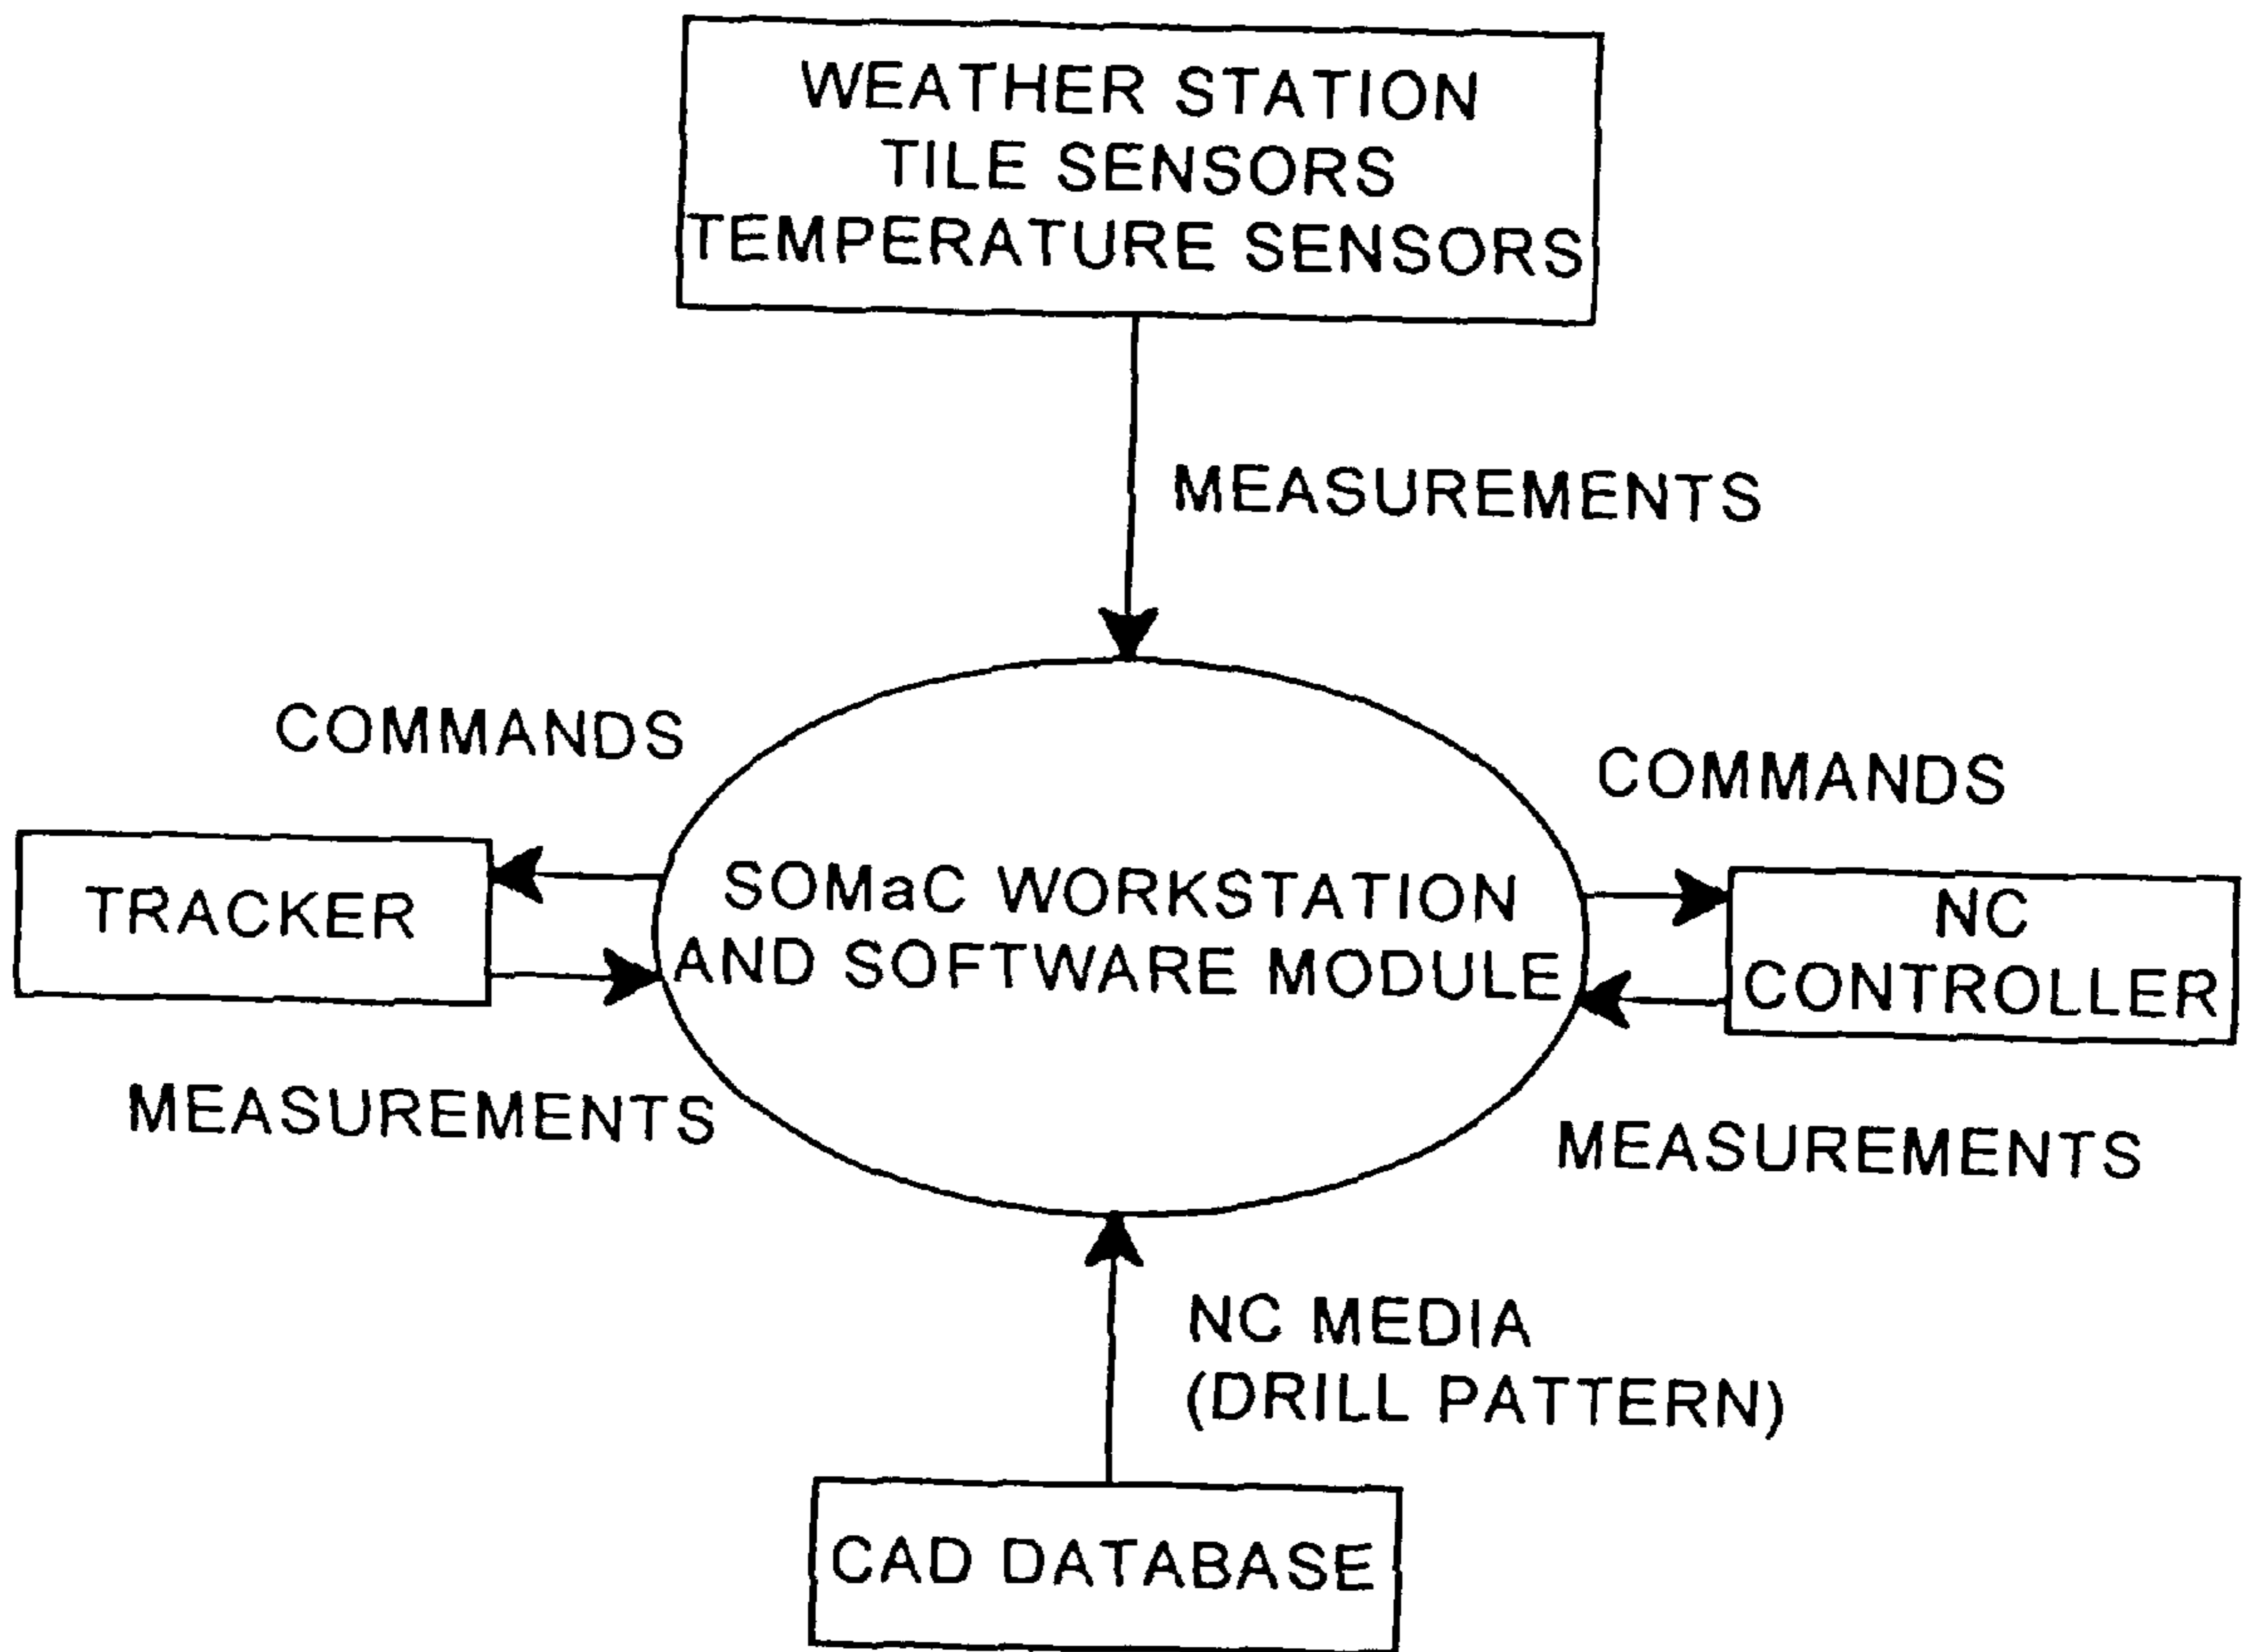 WEATHER STATION
TILE SENSORS
TEMPERATURE SENSORS
MEASUREMENTS
COMMANDS
COMMANDS
TRACKER
SOMaC WORKSTATION
AND SOFTWARE MODULE
NC
CONTROLLER
MEASUREMENTS
MEASUREMENTS
NC MEDIA
(DRILL PATTERN)
CAD DATABASE